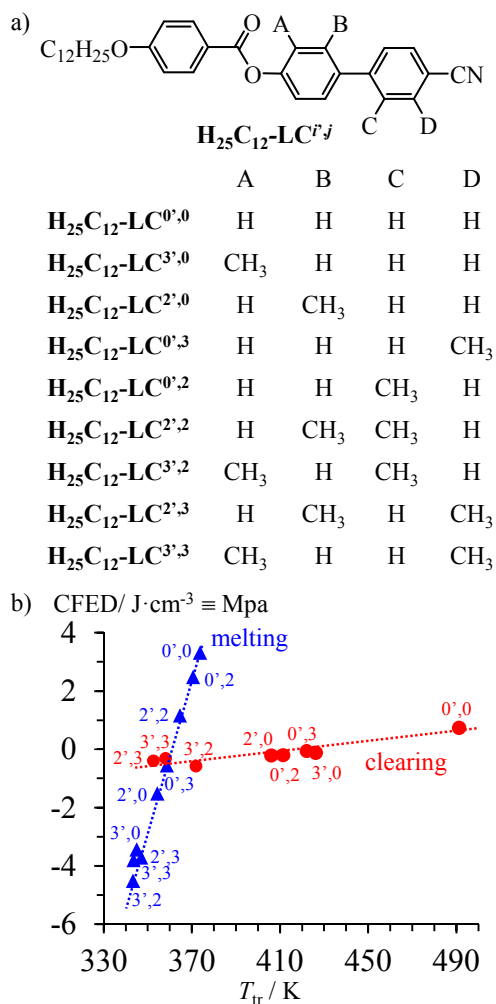 a)
A B
C₁₂H₂₅O O O CN
C D
H₂₅C₁₂-LCⁱ'ʲ
A B C D
H₂₅C₁₂-LC⁰'·⁰ H H H H
H₂₅C₁₂-LC³'·⁰ CH₃ H H H
H₂₅C₁₂-LC²'·⁰ H CH₃ H H
H₂₅C₁₂-LC⁰'·³ H H H CH₃
H₂₅C₁₂-LC⁰'·² H H CH₃ H
H₂₅C₁₂-LC²'·² H CH₃ CH₃ H
H₂₅C₁₂-LC³'·² CH₃ H CH₃ H
H₂₅C₁₂-LC²'·³ H CH₃ H CH₃
H₂₅C₁₂-LC³'·³ CH₃ H H CH₃
b) CFED/ J·cm⁻³ ≡ Mpa
4
0',0 melting
0',2
2
2',2
0',0
3',3 3',2 2',0 0',3
0
2',3 0',3 0',2 3',0 clearing
2',0
-2
3',0
2',3
-4
3',3
3',2
-6
330 370 410 450 490
Tₜᵣ / K